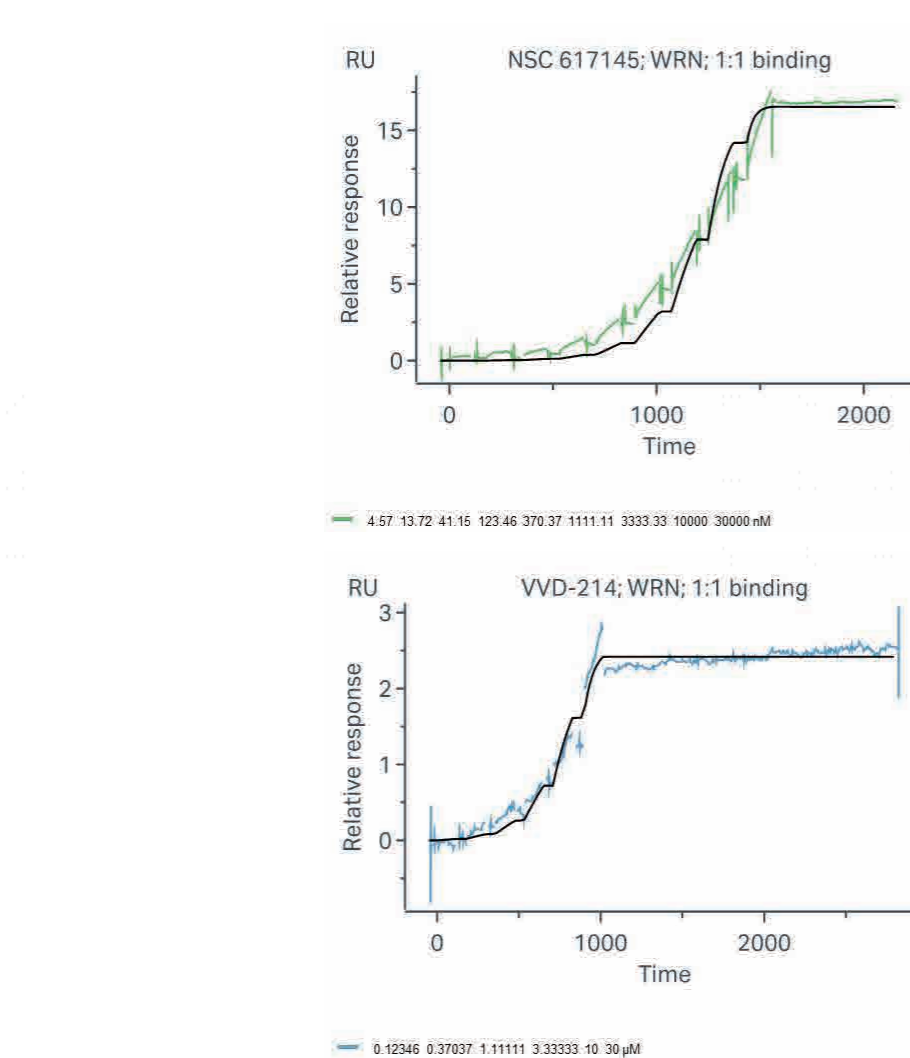 RU
NSC 617145; WRN; 1:1 binding
Relative response
15
10
5
0
0 1000 2000
Time
4.57 13.72 41.15 123.46 370.37 1111.11 3333.33 10000 30000 nM
RU
VVD-214; WRN; 1:1 binding
Relative response
3
2
1
0
0 1000 2000
Time
0.12346 0.37037 1.11111 3.33333 10 30 µM